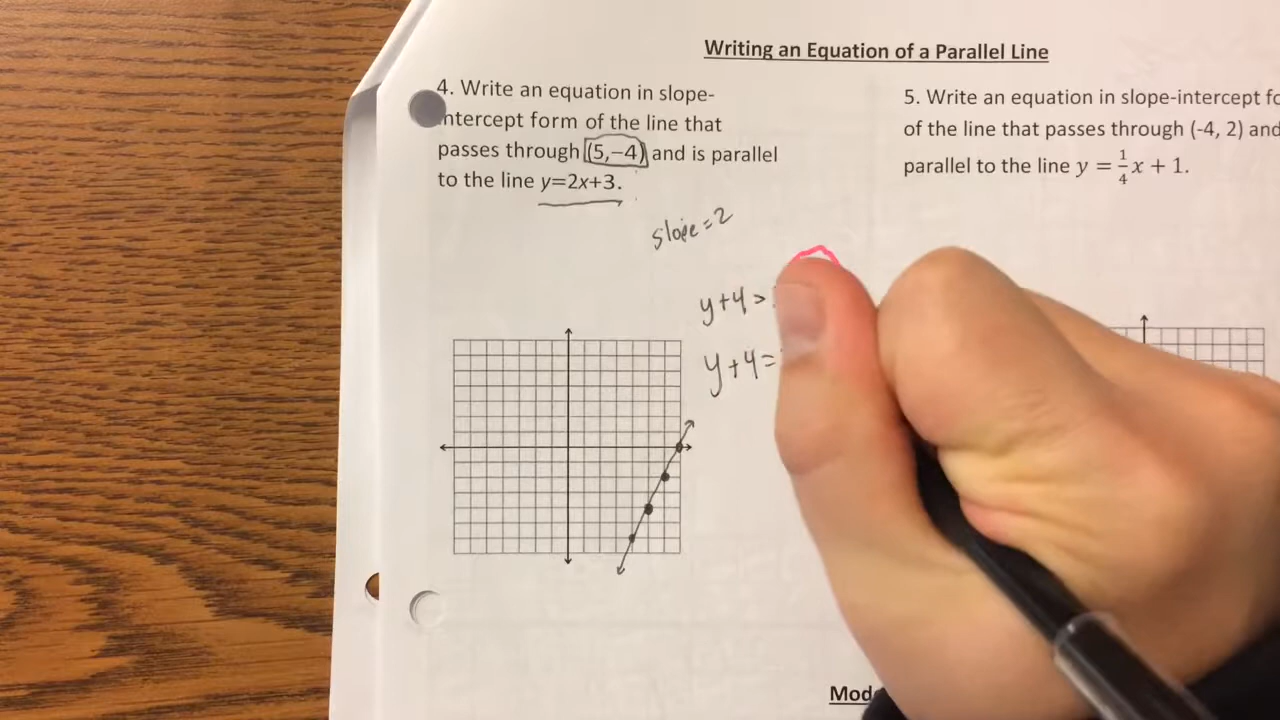 Writing an Equation of a Parallel Line
4. Write an equation in slope-
ntercept form of the line that
passes through (5,−4) and is parallel
to the line y=2x+3.
slope=2
y+4=
y+4=
5. Write an equation in slope-intercept fo
of the line that passes through (-4, 2) and
parallel to the line y = 1/4 x + 1.
Mod